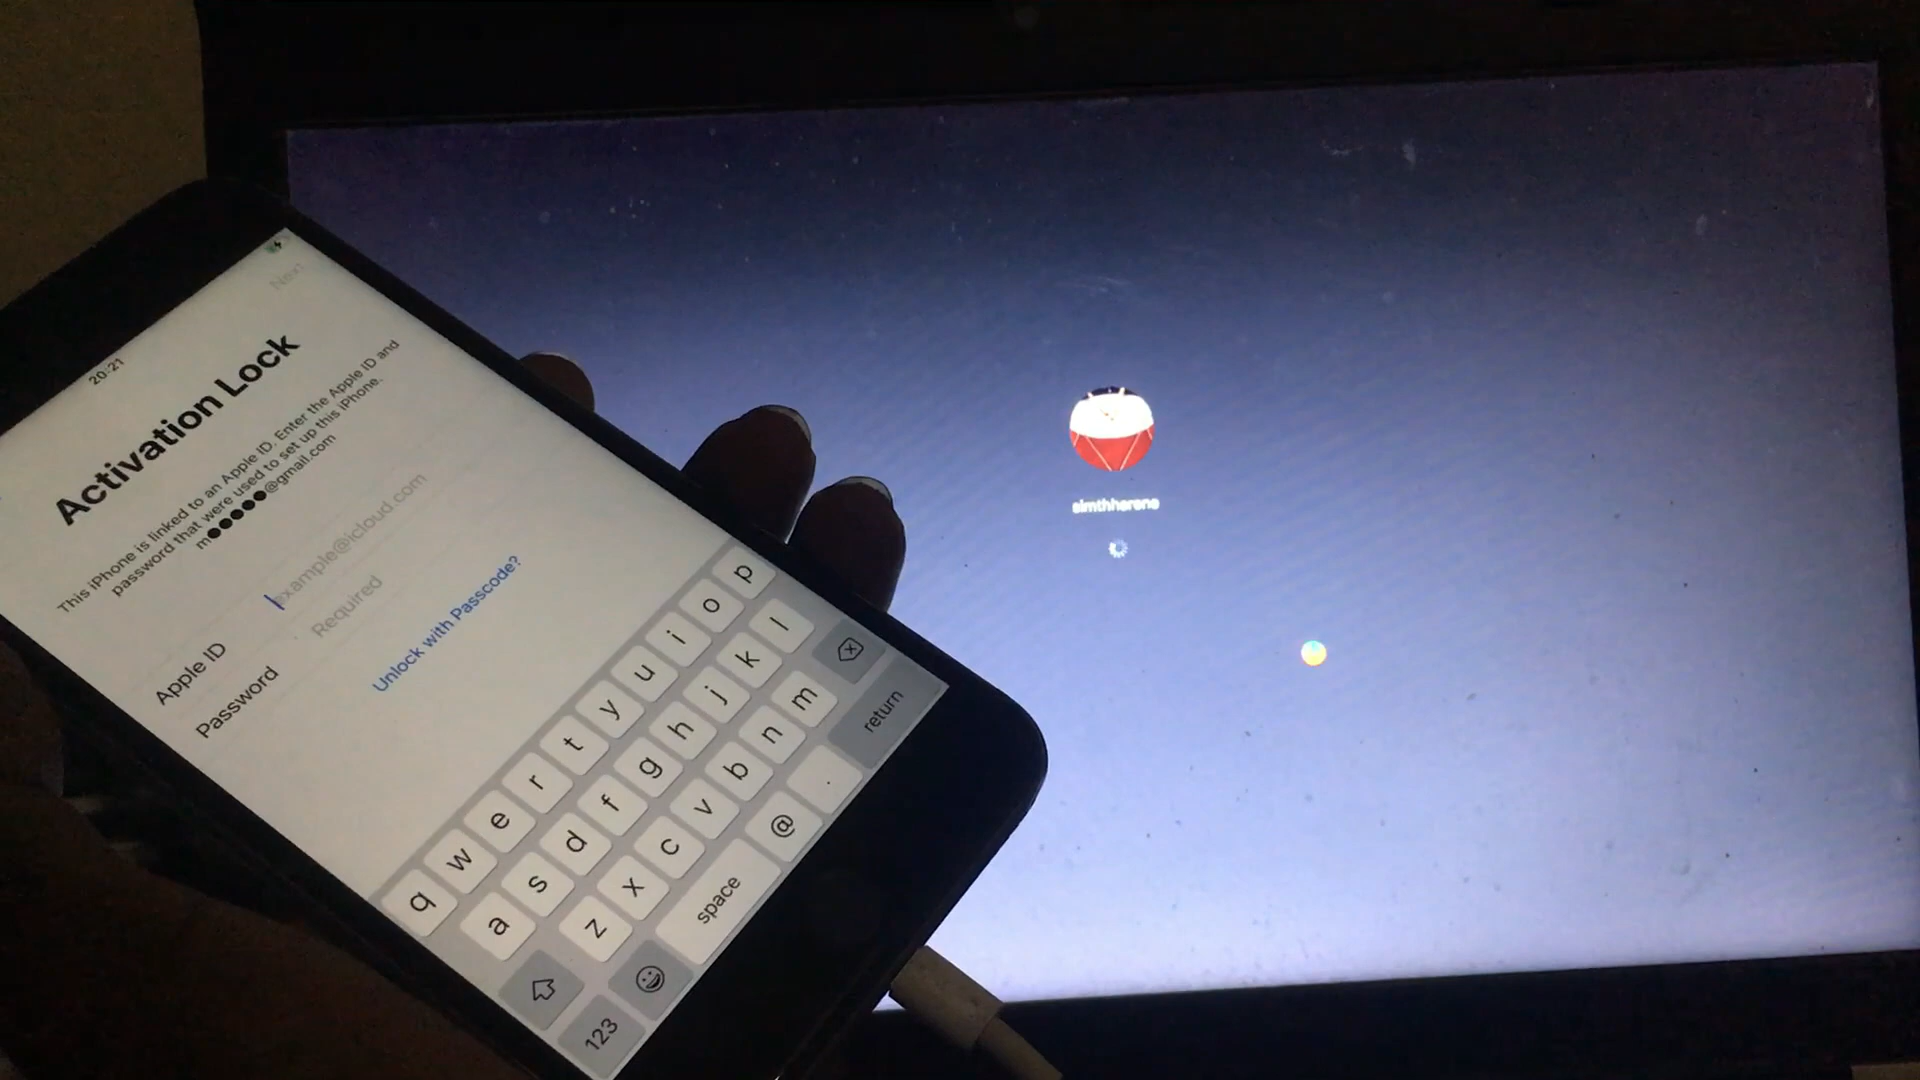 20:21
Next
Activation Lock
This iPhone is linked to an Apple ID. Enter the Apple ID and
password that were used to set up this iPhone.
m●●●●●@gmail.com
Apple ID example@icloud.com
Password Required
Unlock with Passcode?
q w e r t y u i o p
a s d f g h j k l
z x c v b n m
123 space @ . return